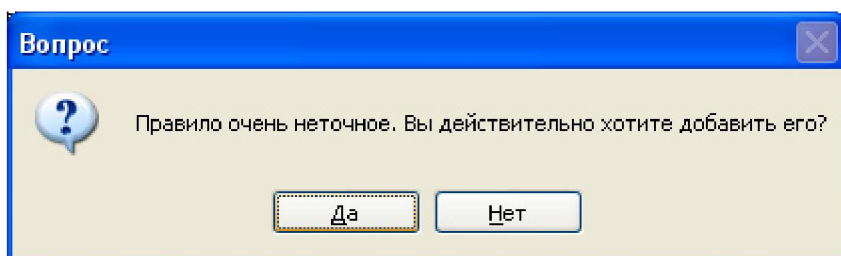 Вопрос
Правило очень неточное. Вы действительно хотите добавить его?
Да Нет